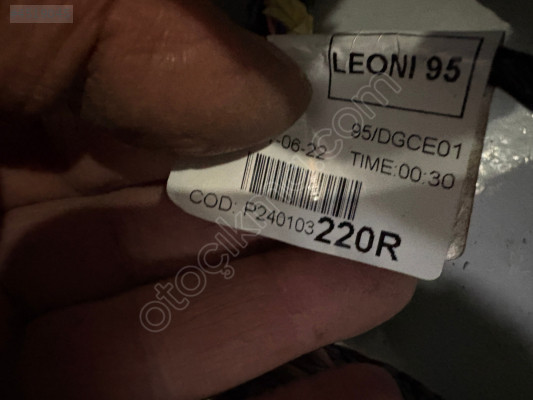 LEONI 95
-06-22 95/DGCE01
TIME:00:30
COD: P240103220R
otoçıkma.com